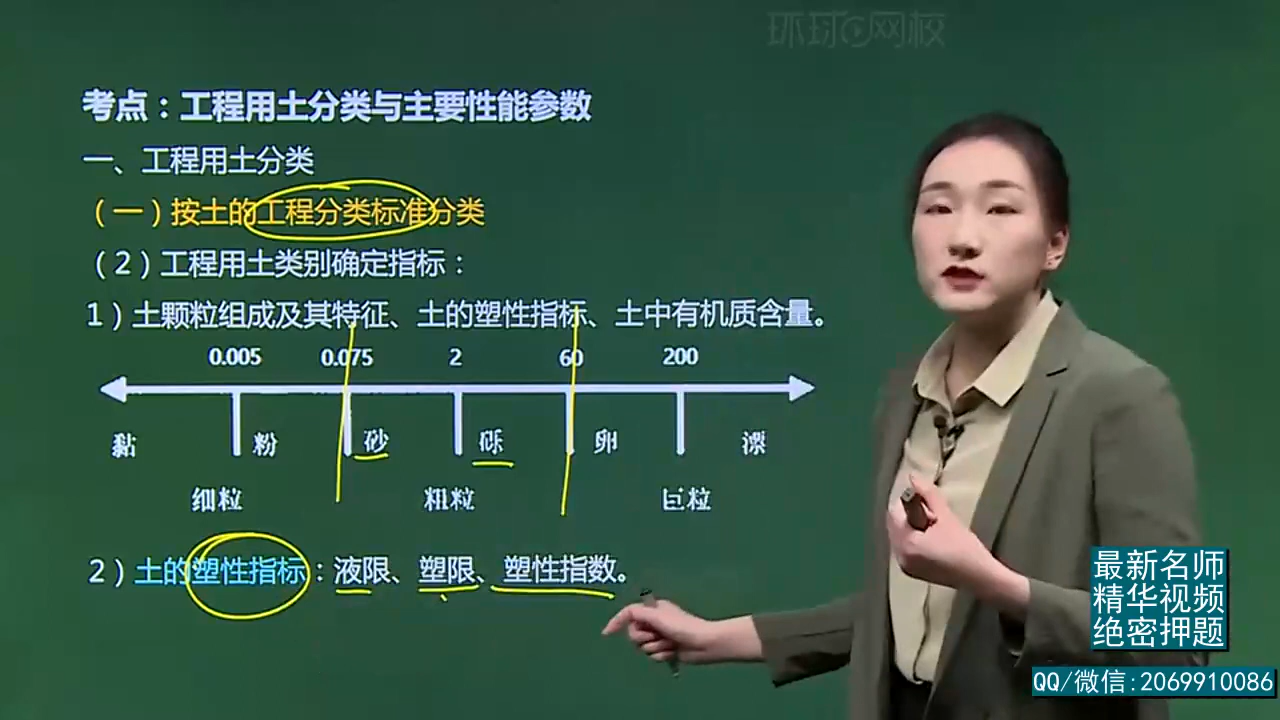 环球网校
考点：工程用土分类与主要性能参数
一、工程用土分类
（一）按土的工程分类标准分类
（2）工程用土类别确定指标：
1）土颗粒组成及其特征、土的塑性指标、土中有机质含量。
0.005 0.075 2 60 200
黏 粉 砂 砾 卵 漂
细粒 粗粒 巨粒
2）土的塑性指标：液限、塑限、塑性指数。
最新名师
精华视频
绝密押题
QQ/微信:2069910086